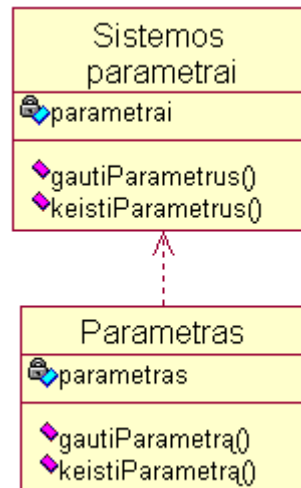 Sistemos
parametrai
parametrai
gautiParametrus()
keistiParametrus()
Parametras
parametras
gautiParametrą()
keistiParametrą()